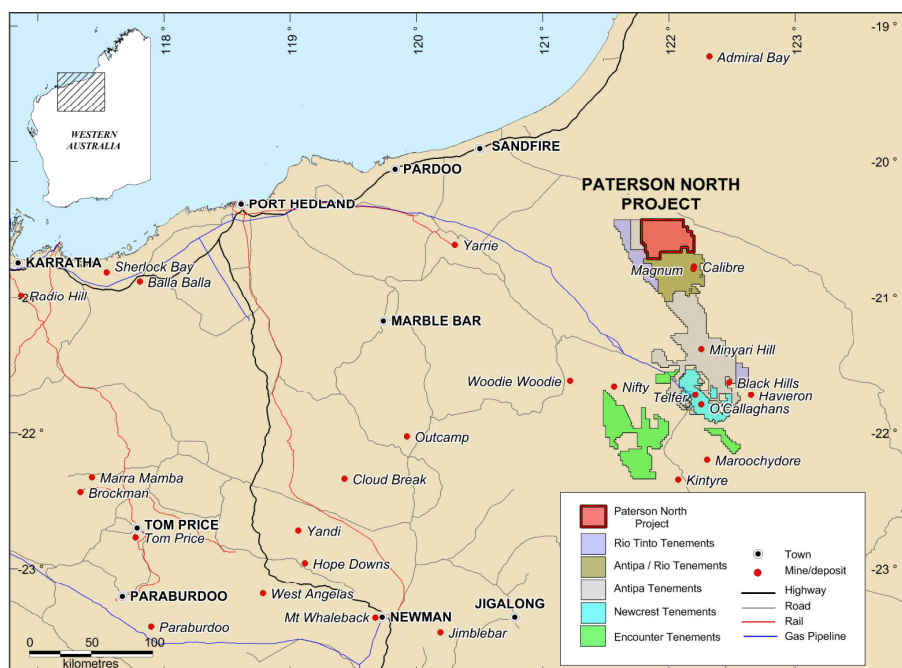 118 °
119 °
120 °
121 °
122 °
123 °
-19 °
Admiral Bay
WESTERN
AUSTRALIA
SANDFIRE
-20 °
PARDOO
PATERSON NORTH
PROJECT
PORT HEDLAND
Yarrie
KARRATHA
Sherlock Bay
Balla Balla
Magnum
Calibre
Radio Hill
-21 °
-21 °
MARBLE BAR
Minyari Hill
Woodie Woodie
Nifty
Black Hills
Telfer
Havieron
O'Callaghans
-22 °
Outcamp
Maroochydore
Marra Mamba
Cloud Break
Kintyre
Brockman
TOM PRICE
Tom Price
Yandi
Hope Downs
-23 °
PARABURDOO
West Angelas
Mt Whaleback
NEWMAN
JIGALONG
Paraburdoo
Jimblebar
0 50 100
kilometres
Paterson North
Project
Rio Tinto Tenements
Antipa / Rio Tenements
Antipa Tenements
Newcrest Tenements
Encounter Tenements
Town
Mine/deposit
Highway
Road
Rail
Gas Pipeline